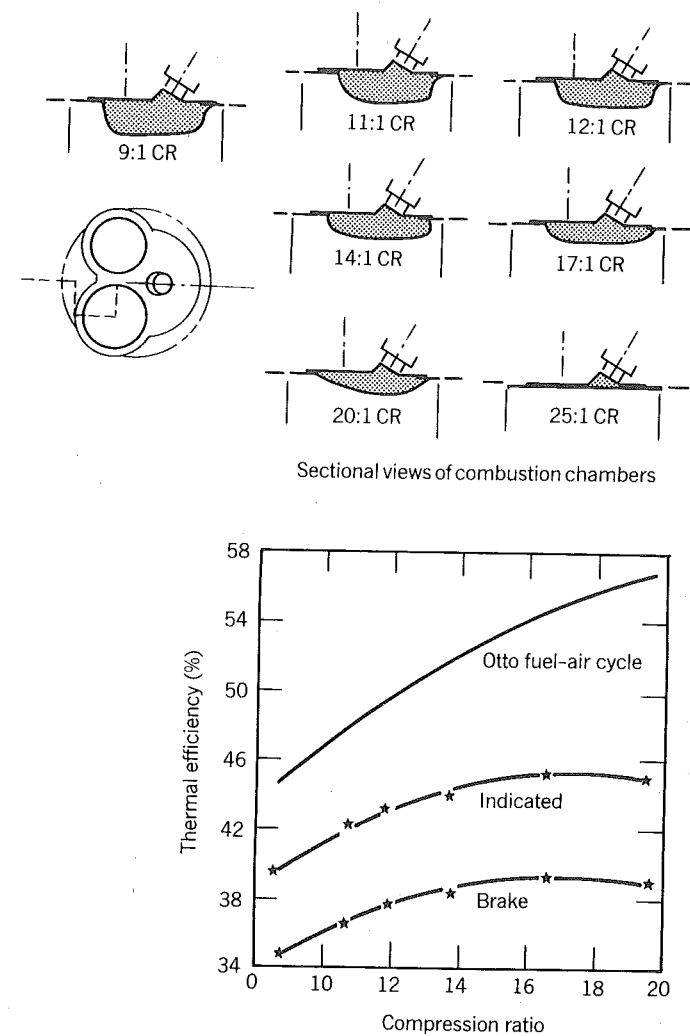 9:1 CR
11:1 CR
12:1 CR
14:1 CR
17:1 CR
20:1 CR
25:1 CR
Sectional views of combustion chambers
58
54
50
46
42
38
34
Thermal efficiency (%)
Otto fuel–air cycle
Indicated
Brake
0
10
12
14
16
18
20
Compression ratio